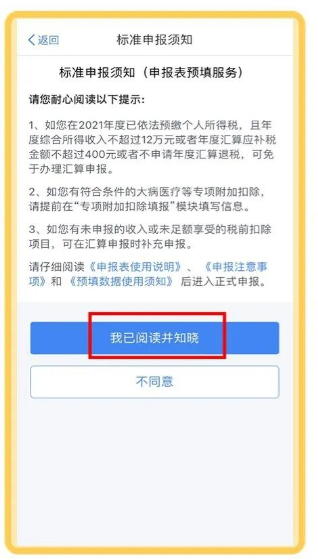 返回
标准申报须知
标准申报须知（申报表预填服务）
请您耐心阅读以下提示：
1、如您在2021年度已依法预缴个人所得税，且年
度综合所得收入不超过12万元或者年度汇算应补税
金额不超过400元或者不申请年度汇算退税，可免
于办理汇算申报。
2、如您有符合条件的大病医疗等专项附加扣除，
请提前在“专项附加扣除填报”模块填写信息。
3、如您有未申报的收入或未足额享受的税前扣除
项目，可在汇算申报时补充申报。
请仔细阅读《申报表使用说明》、《申报注意事
项》和《预填数据使用须知》后进入正式申报。
我已阅读并知晓
不同意